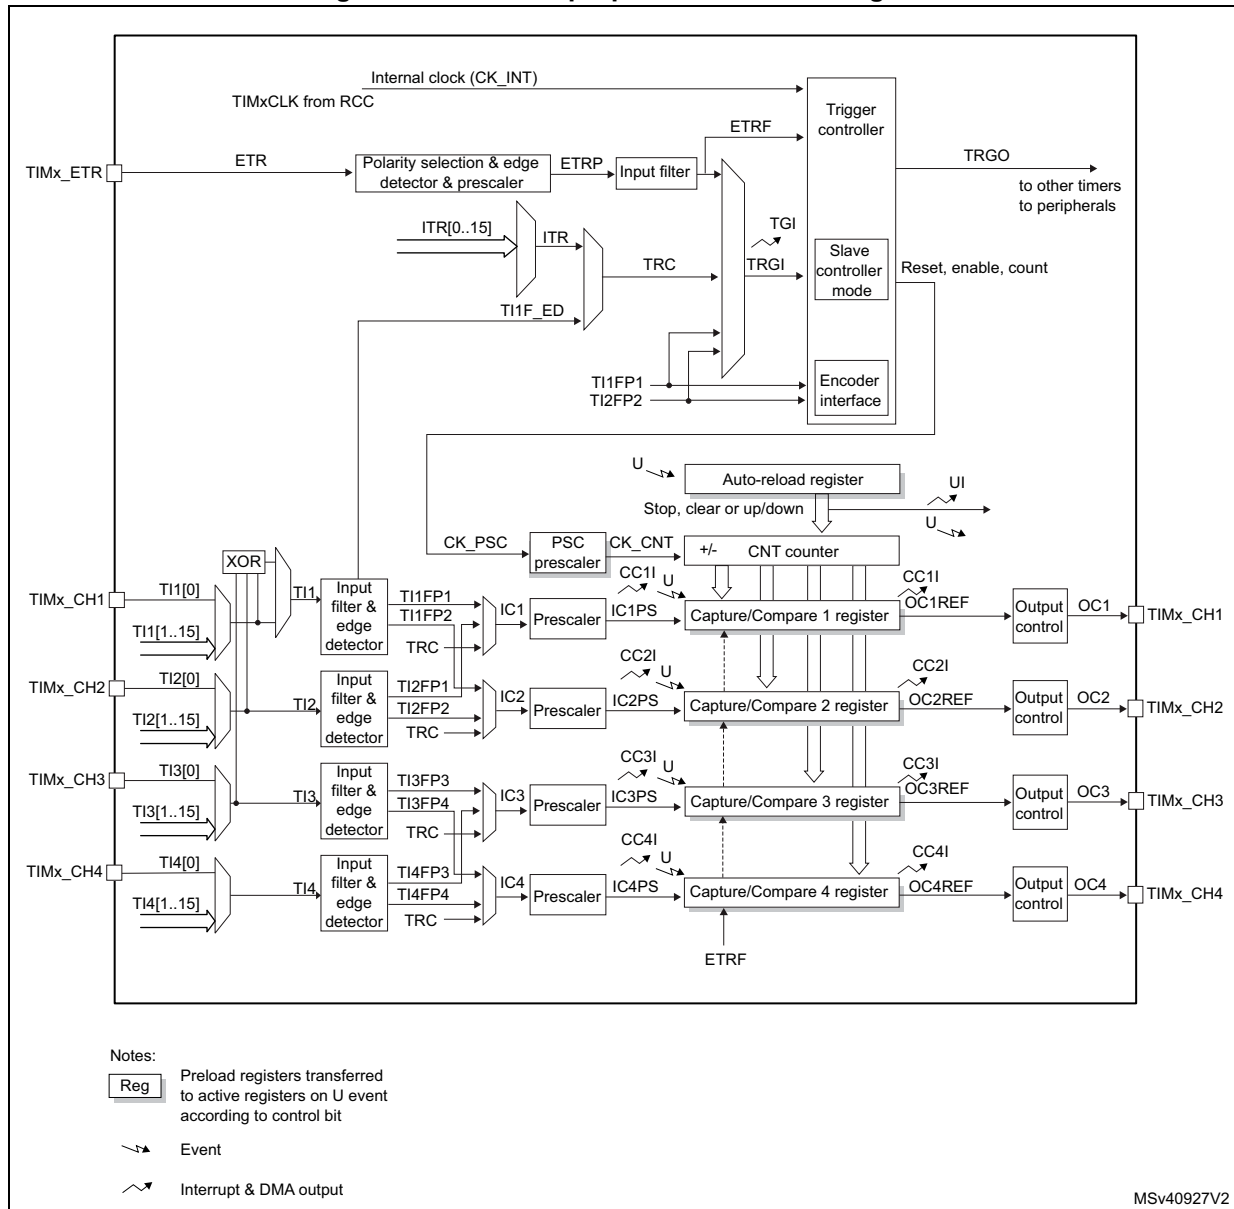 Internal clock (CK_INT)
TIMxCLK from RCC
Trigger
controller
ETRF
TIMx_ETR
ETR
Polarity selection & edge
detector & prescaler
ETRP
Input filter
TRGO
to other timers
to peripherals
ITR[0..15]
ITR
TGI
TRC
TRGI
Slave
controller
mode
Reset, enable, count
TI1F_ED
TI1FP1
TI2FP2
Encoder
interface
U
Auto-reload register
UI
Stop, clear or up/down
U
CK_PSC
PSC
prescaler
CK_CNT
+/-
CNT counter
XOR
TIMx_CH1
TI1[0]
TI1[1..15]
TI1
Input
filter &
edge
detector
TI1FP1
TI1FP2
TRC
IC1
Prescaler
IC1PS
CC1I
U
Capture/Compare 1 register
CC1I
OC1REF
Output
control
OC1
TIMx_CH1
TIMx_CH2
TI2[0]
TI2[1..15]
TI2
Input
filter &
edge
detector
TI2FP1
TI2FP2
TRC
IC2
Prescaler
IC2PS
CC2I
U
Capture/Compare 2 register
CC2I
OC2REF
Output
control
OC2
TIMx_CH2
TIMx_CH3
TI3[0]
TI3[1..15]
TI3
Input
filter &
edge
detector
TI3FP3
TI3FP4
TRC
IC3
Prescaler
IC3PS
CC3I
U
Capture/Compare 3 register
CC3I
OC3REF
Output
control
OC3
TIMx_CH3
TIMx_CH4
TI4[0]
TI4[1..15]
TI4
Input
filter &
edge
detector
TI4FP3
TI4FP4
TRC
IC4
Prescaler
IC4PS
CC4I
U
Capture/Compare 4 register
CC4I
OC4REF
Output
control
OC4
TIMx_CH4
ETRF
Notes:
Reg
Preload registers transferred
to active registers on U event
according to control bit
Event
Interrupt & DMA output
MSv40927V2